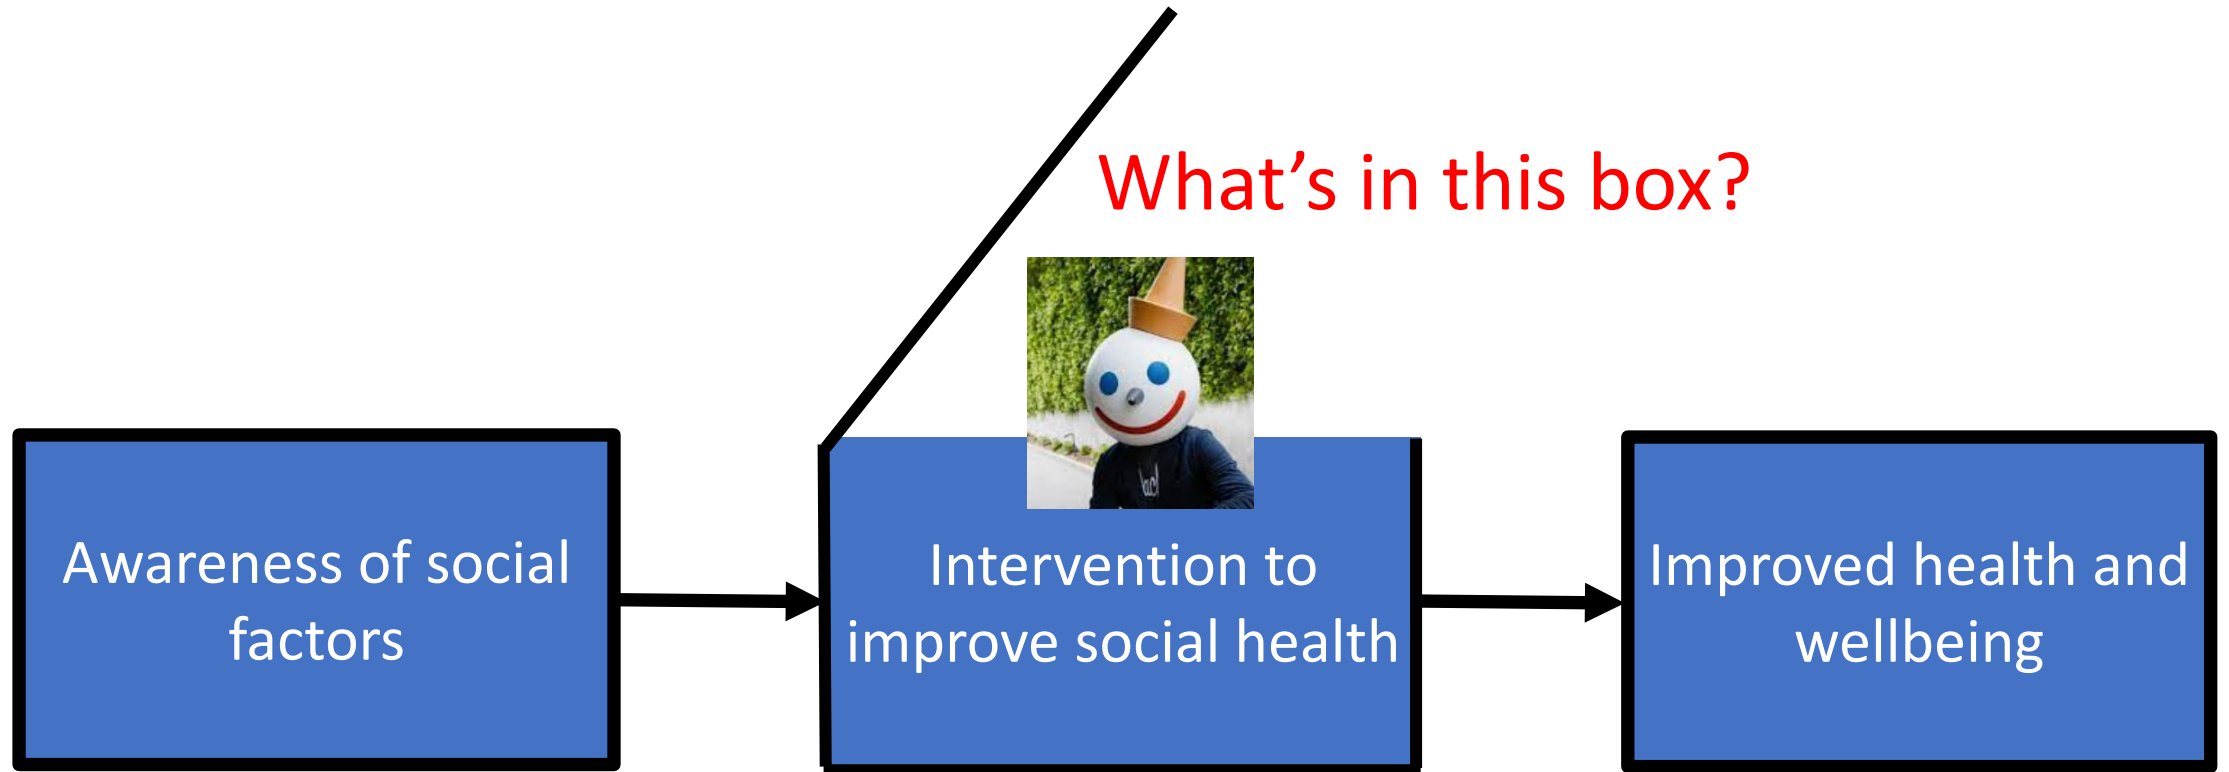 What’s in this box?
Awareness of social
factors
Intervention to
improve social health
Improved health and
wellbeing